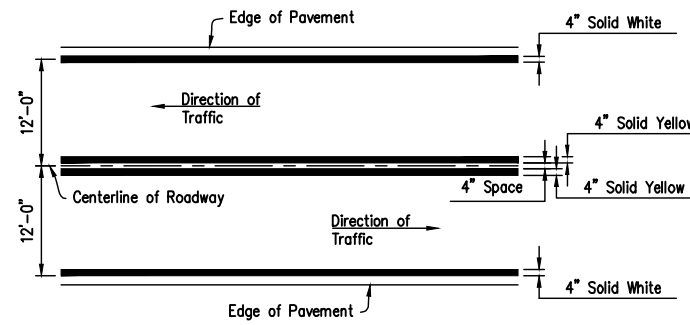 Edge of Pavement
4" Solid White
Direction of
Traffic
12'-0"
4" Solid Yellow
Centerline of Roadway
4" Space
4" Solid Yellow
12'-0"
Direction of
Traffic
4" Solid White
Edge of Pavement